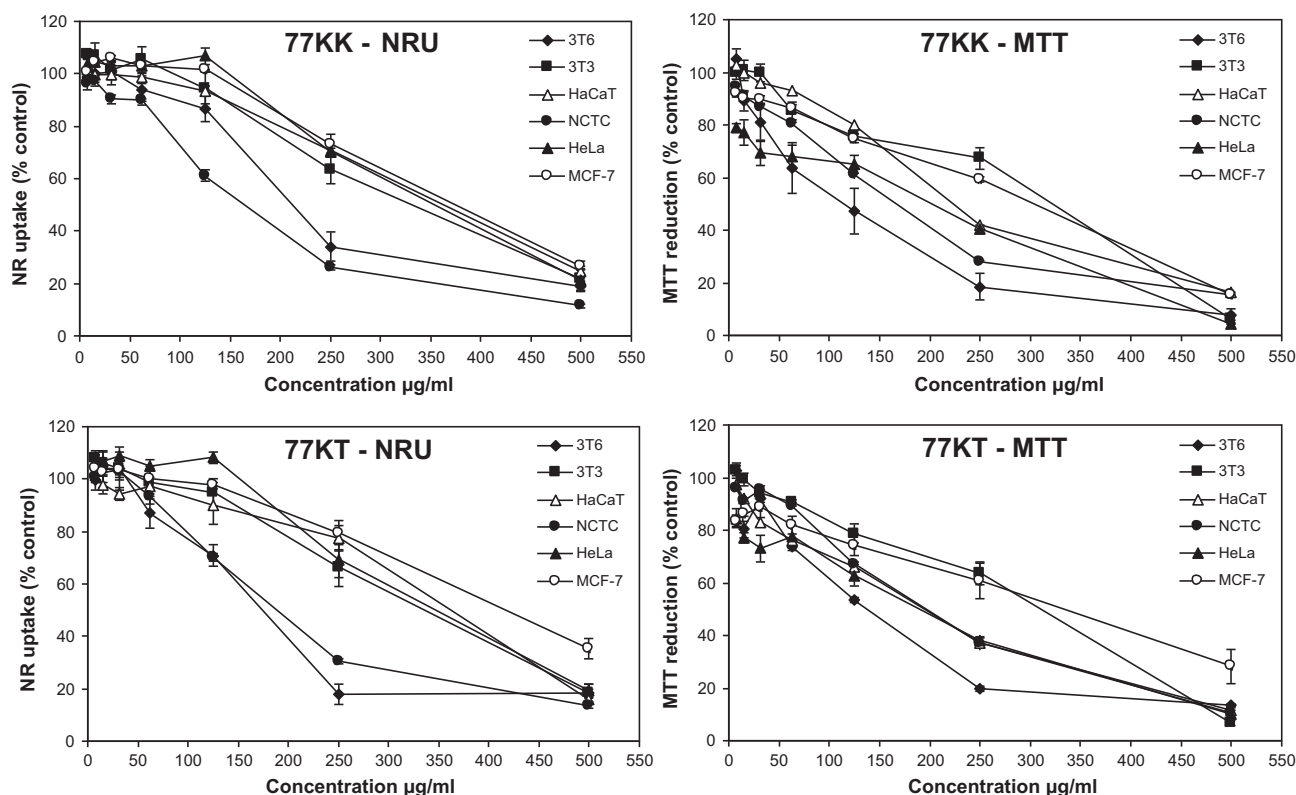 77KK - NRU
NR uptake (% control)
120
100
80
60
40
20
0
0 50 100 150 200 250 300 350 400 450 500 550
Concentration µg/ml
3T6
3T3
HaCaT
NCTC
HeLa
MCF-7
77KK - MTT
MTT reduction (% control)
120
100
80
60
40
20
0
0 50 100 150 200 250 300 350 400 450 500 550
Concentration µg/ml
3T6
3T3
HaCaT
NCTC
HeLa
MCF-7
77KT - NRU
NR uptake (% control)
120
100
80
60
40
20
0
0 50 100 150 200 250 300 350 400 450 500 550
Concentration µg/ml
3T6
3T3
HaCaT
NCTC
HeLa
MCF-7
77KT - MTT
MTT reduction (% control)
120
100
80
60
40
20
0
0 50 100 150 200 250 300 350 400 450 500 550
Concentration µg/ml
3T6
3T3
HaCaT
NCTC
HeLa
MCF-7